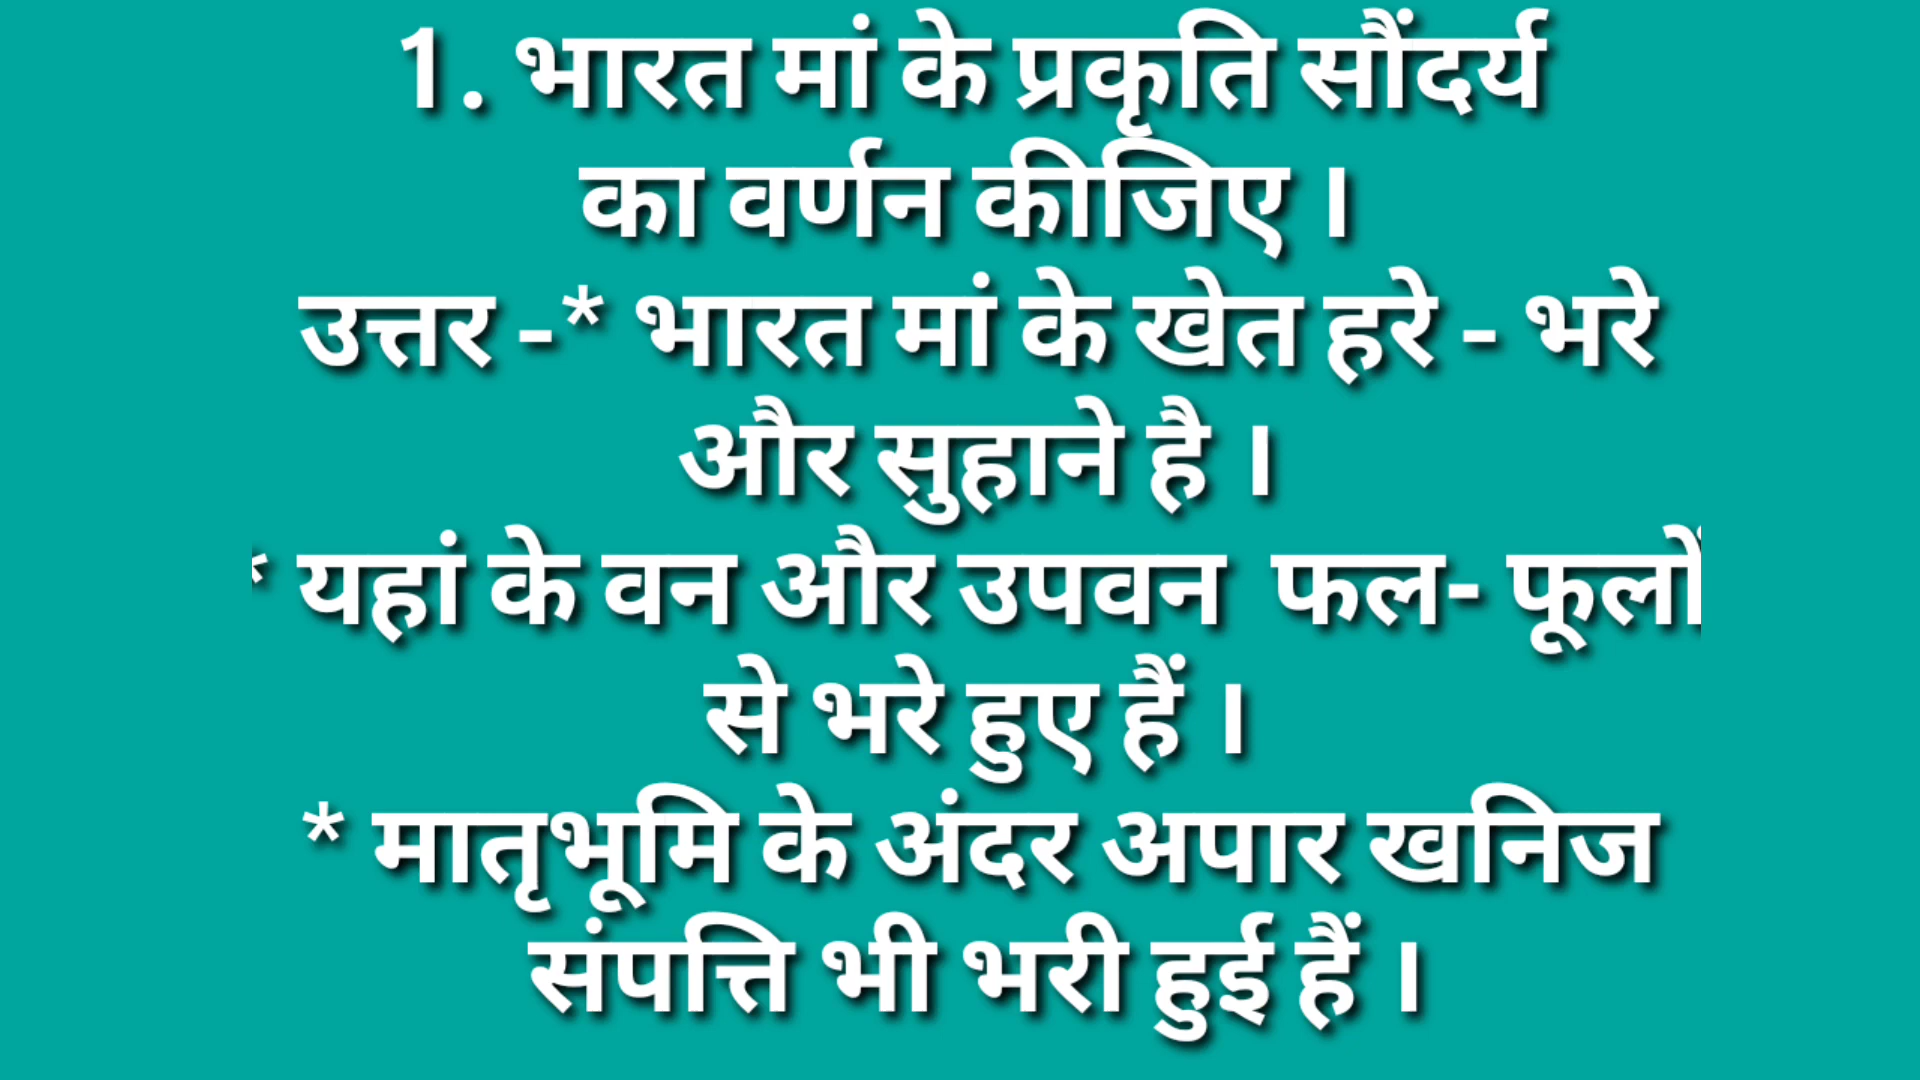 1. भारत मां के प्रकृति सौंदर्य
का वर्णन कीजिए ।
उत्तर -* भारत मां के खेत हरे - भरे
और सुहाने है ।
* यहां के वन और उपवन फल- फूलों
से भरे हुए हैं ।
* मातृभूमि के अंदर अपार खनिज
संपत्ति भी भरी हुई हैं ।